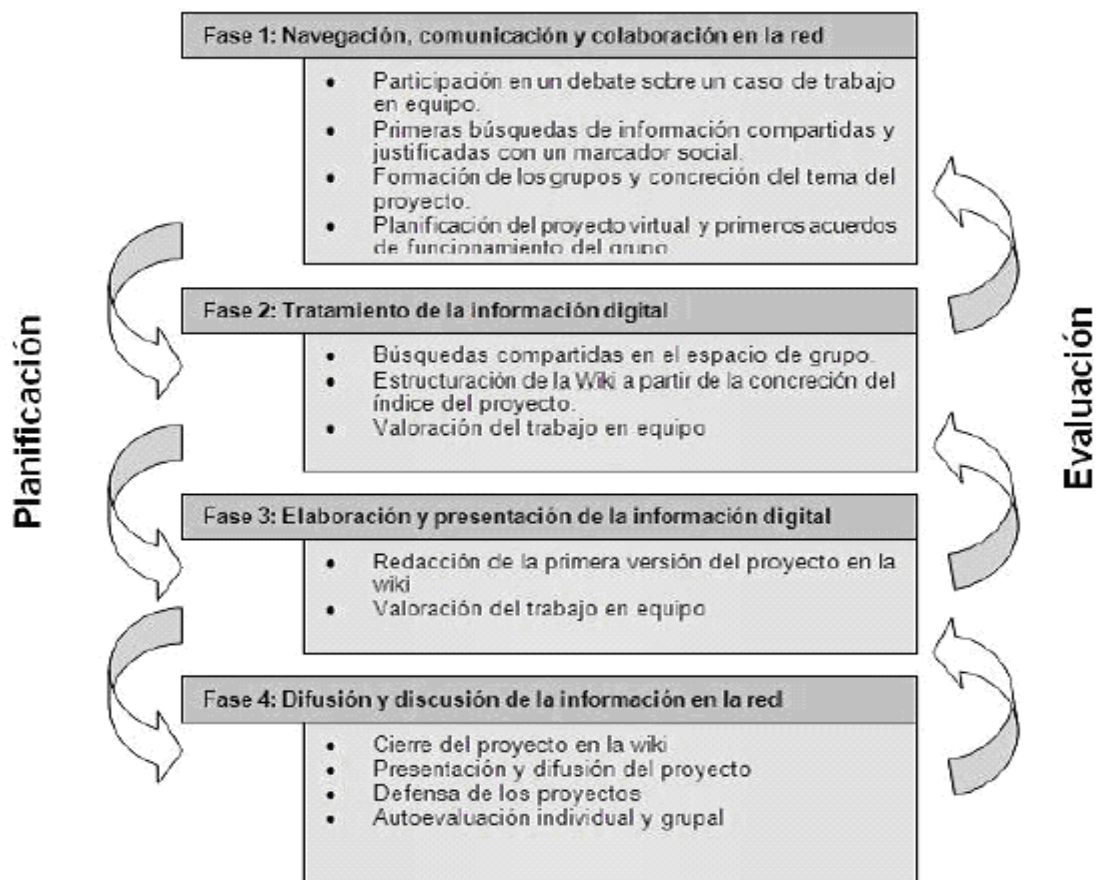 Fase 1: Navegación, comunicación y colaboración en la red
• Participación en un debate sobre un caso de trabajo
en equipo.
• Primeras búsquedas de información compartidas y
justificadas con un marcador social.
• Formación de los grupos y concreción del tema del
proyecto.
• Planificación del proyecto virtual y primeros acuerdos
de funcionamiento del grupo
Planificación
Evaluación
Fase 2: Tratamiento de la información digital
• Búsquedas compartidas en el espacio de grupo.
• Estructuración de la Wiki a partir de la concreción del
índice del proyecto.
• Valoración del trabajo en equipo
Fase 3: Elaboración y presentación de la información digital
• Redacción de la primera versión del proyecto en la
wiki
• Valoración del trabajo en equipo
Fase 4: Difusión y discusión de la información en la red
• Cierre del proyecto en la wiki
• Presentación y difusión del proyecto
• Defensa de los proyectos
• Autoevaluación individual y grupal